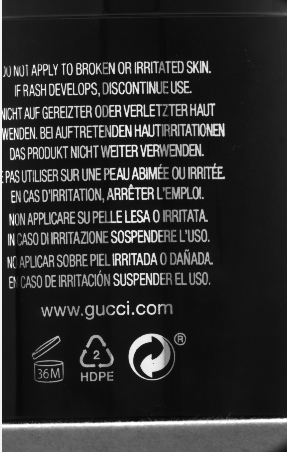 DO NOT APPLY TO BROKEN OR IRRITATED SKIN.
IF RASH DEVELOPS, DISCONTINUE USE.
NICHT AUF GEREIZTER ODER VERLETZTER HAUT
WENDEN. BEI AUFTRETENDEN HAUTIRRITATIONEN
DAS PRODUKT NICHT WEITER VERWENDEN.
E PAS UTILISER SUR UNE PEAU ABIMÉE OU IRRITÉE.
EN CAS D'IRRITATION, ARRÊTER L'EMPLOI.
NON APPLICARE SU PELLE LESA O IRRITATA.
IN CASO DI IRRITAZIONE SOSPENDERE L'USO.
NO APLICAR SOBRE PIEL IRRITADA O DAÑADA.
EN CASO DE IRRITACIÓN SUSPENDER EL USO.
www.gucci.com
36M
2
HDPE
®